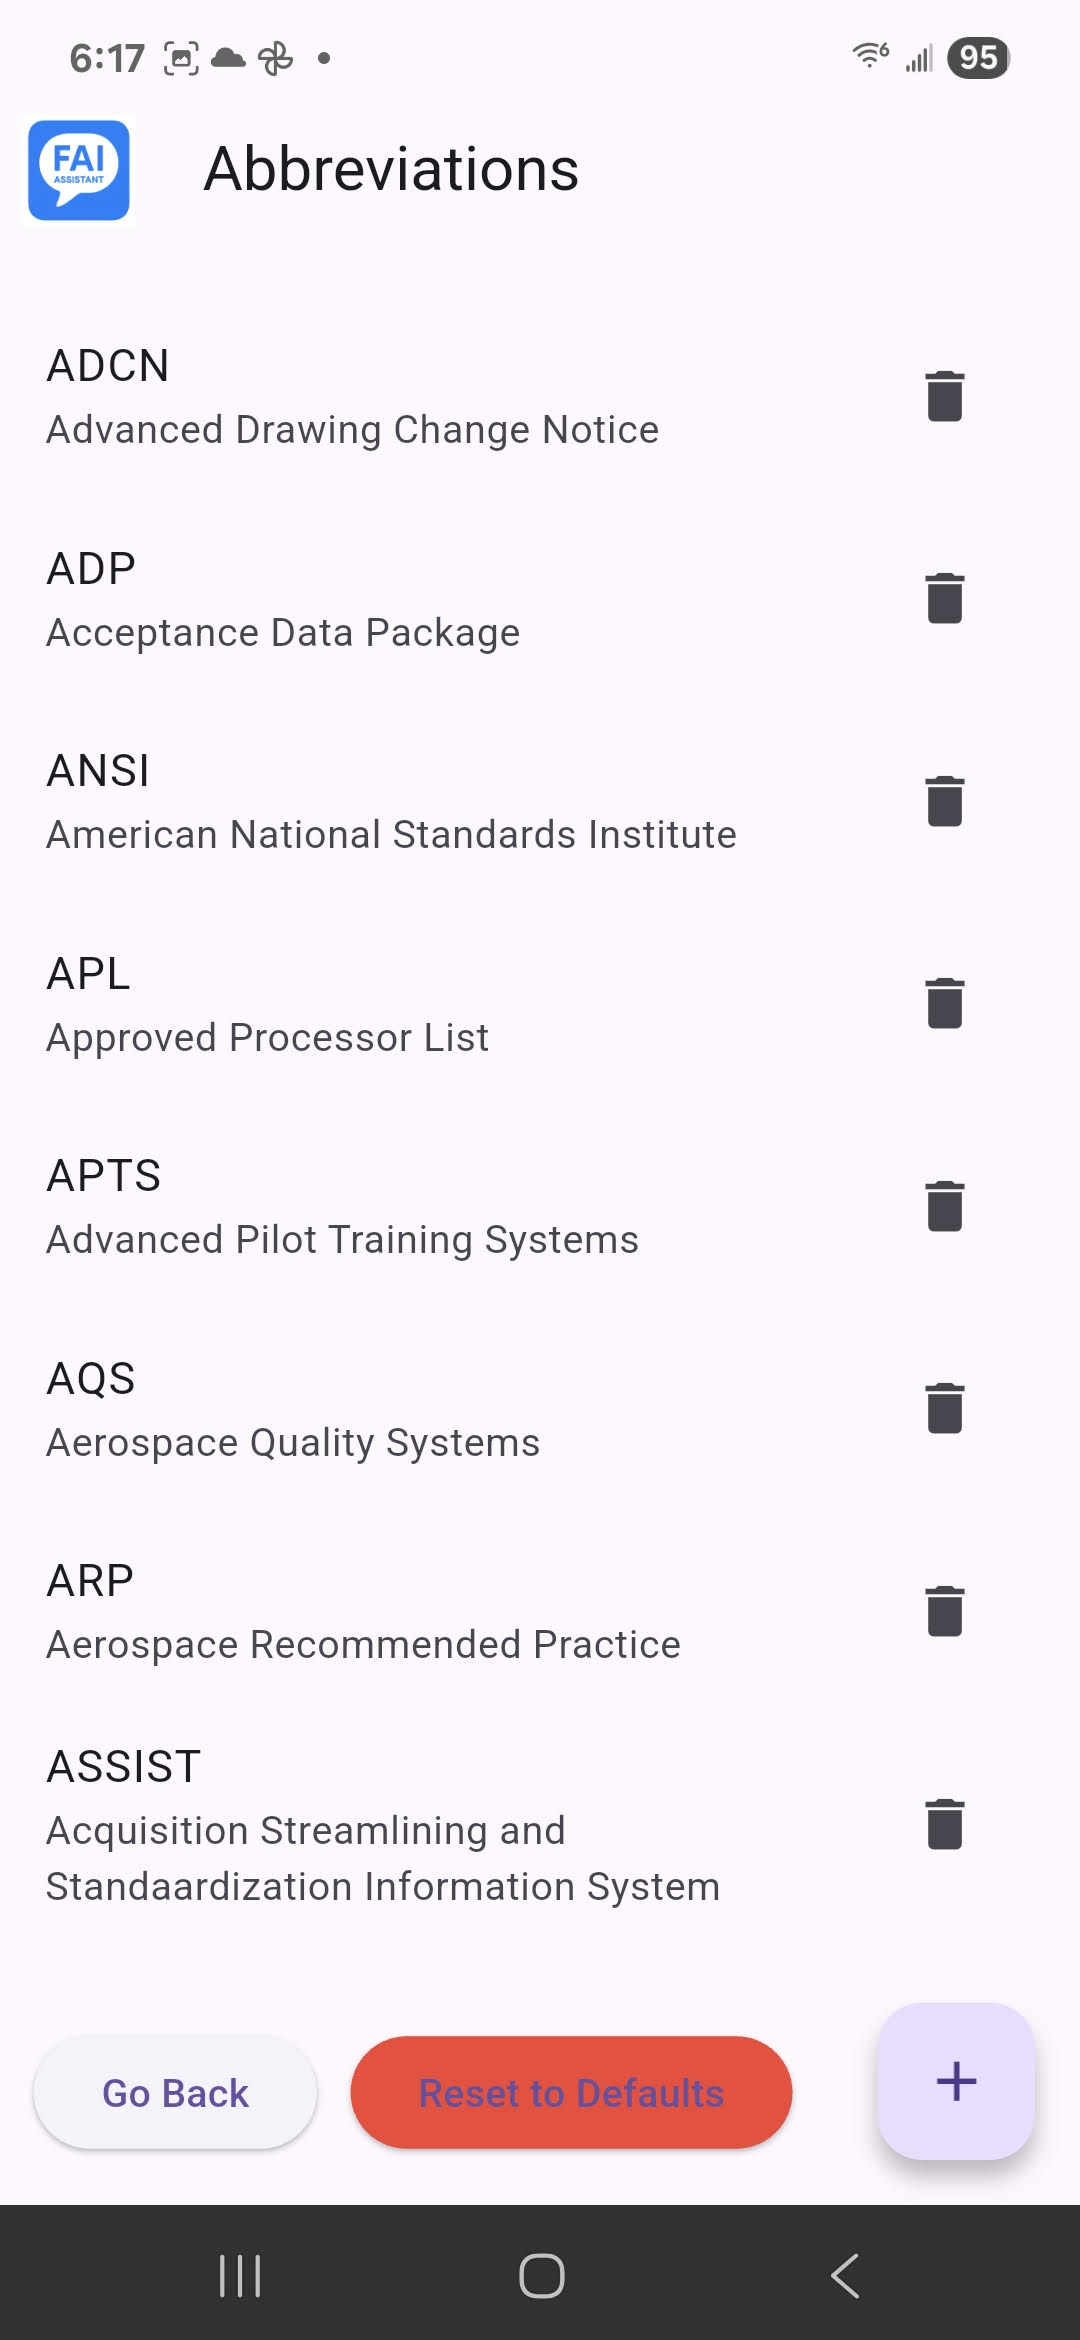 6:17
6
95
FAI
ASSISTANT
Abbreviations
ADCN
Advanced Drawing Change Notice
ADP
Acceptance Data Package
ANSI
American National Standards Institute
APL
Approved Processor List
APTS
Advanced Pilot Training Systems
AQS
Aerospace Quality Systems
ARP
Aerospace Recommended Practice
ASSIST
Acquisition Streamlining and
Standaardization Information System
Go Back
Reset to Defaults
+